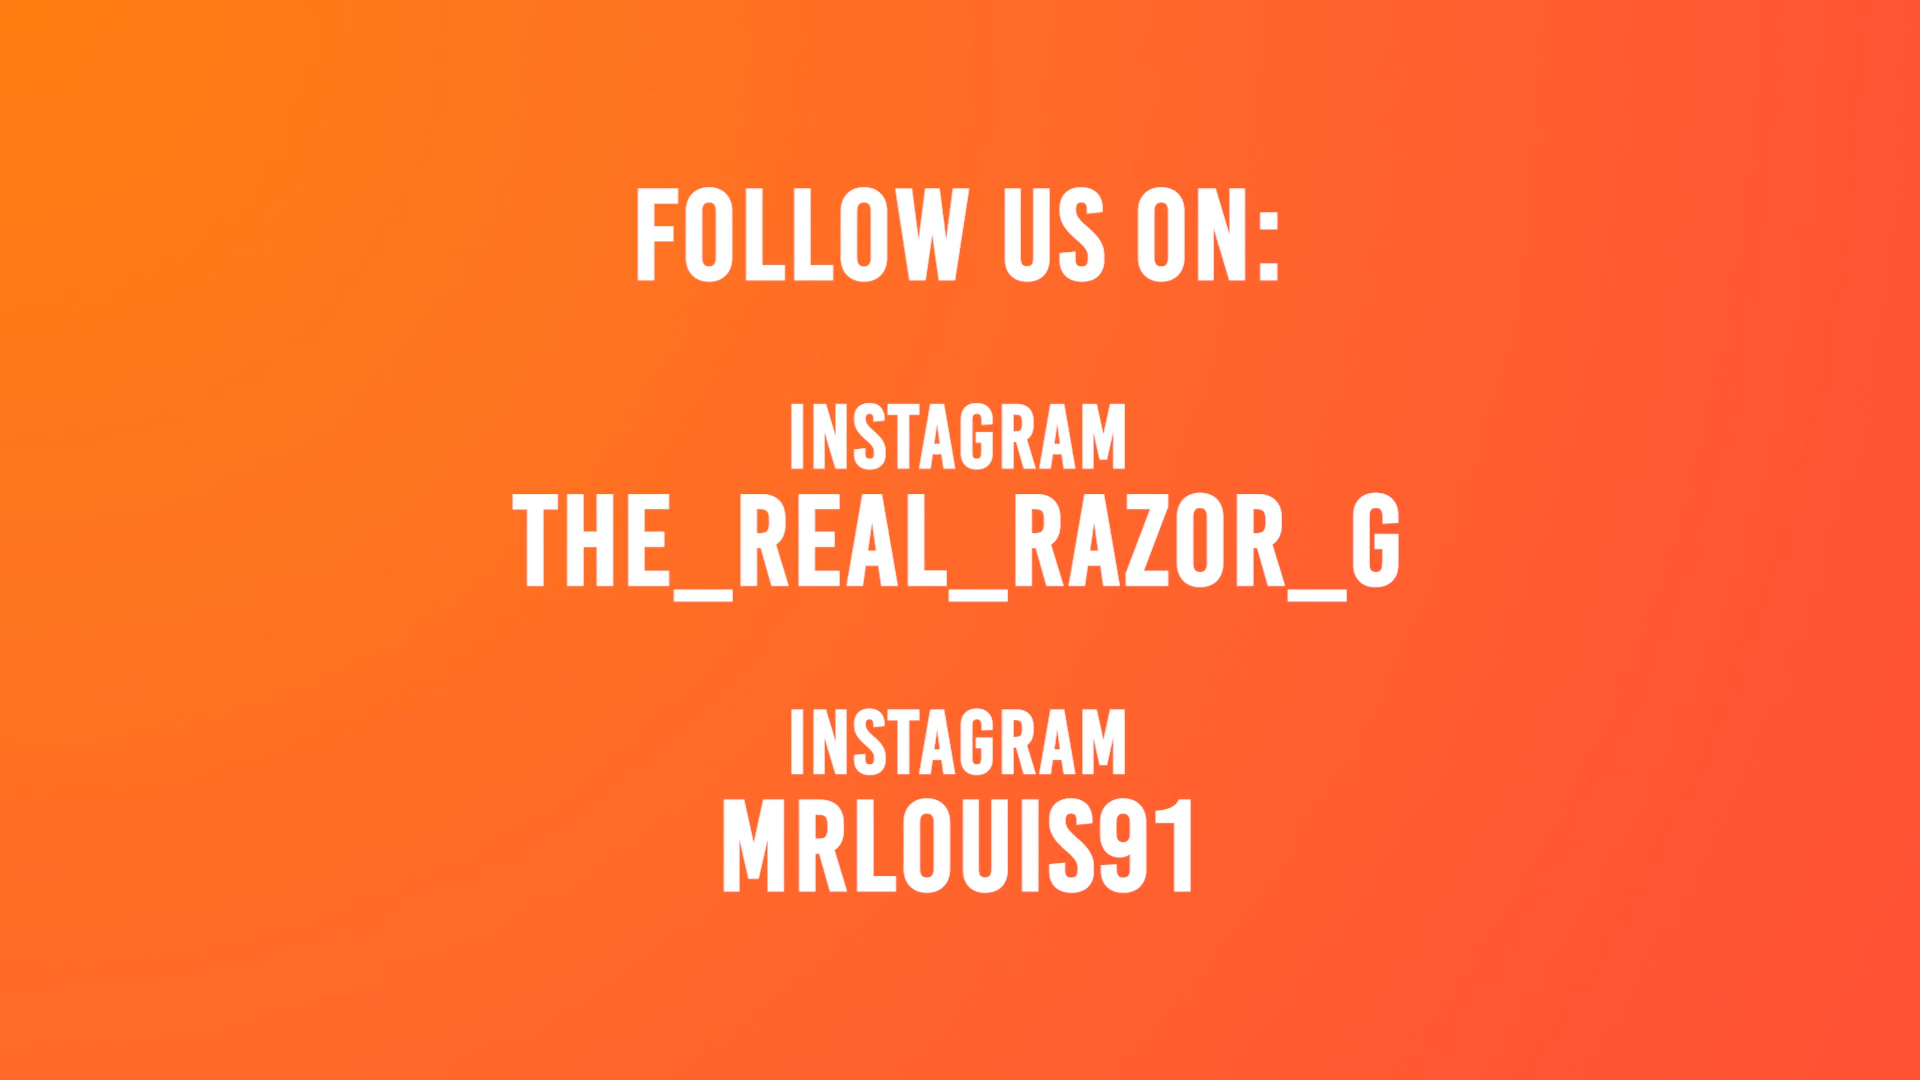 FOLLOW US ON:
INSTAGRAM
THE_REAL_RAZOR_G
INSTAGRAM
MRLOUIS91